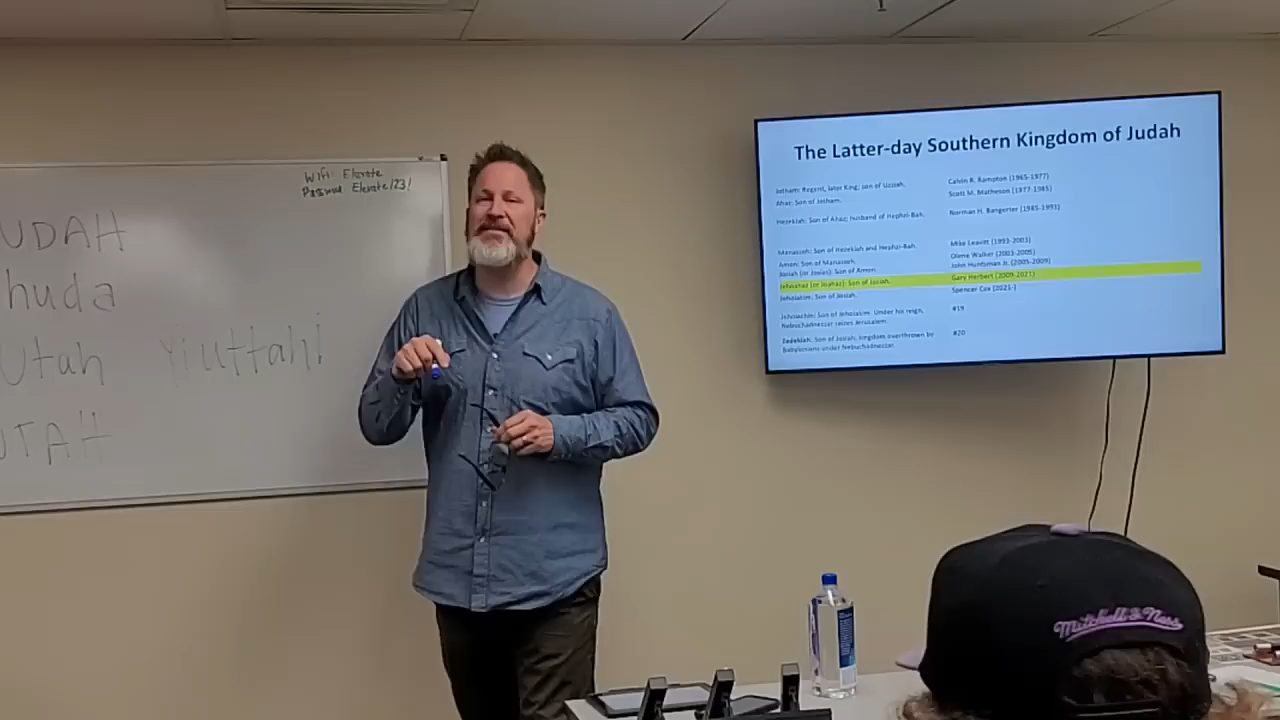 WiFi: Elevate
Elevate123!
UDAH
huda
Utah Yiuttahi
UTAH
The Latter-day Southern Kingdom of Judah
Jotham: Regent, later King; son of Uzziah. Calvin R. Rampton (1965-1977)
Ahaz: Son of Jotham. Scott M. Matheson (1977-1985)
Hezekiah: Son of Ahaz; husband of Hephzi-Bah. Norman H. Bangerter (1985-1993)
Manasseh: Son of Hezekiah and Hephzi-Bah. Mike Leavitt (1993-2003)
Amon: Son of Manasseh. Olene Walker (2003-2005)
Josiah (or Josias): Son of Amon. John Huntsman Jr. (2005-2009)
Jehoahaz (or Joahaz): Son of Josiah. Gary Herbert (2009-2021)
Jehoiakim: Son of Josiah. Spencer Cox (2021-)
Jehoiachin: Son of Jehoiakim. Under his reign, #19
Nebuchadnezzar seizes Jerusalem.
Zedekiah: Son of Josiah; kingdom overthrown by #20
Babylonians under Nebuchadnezzar
Mitchell & Ness